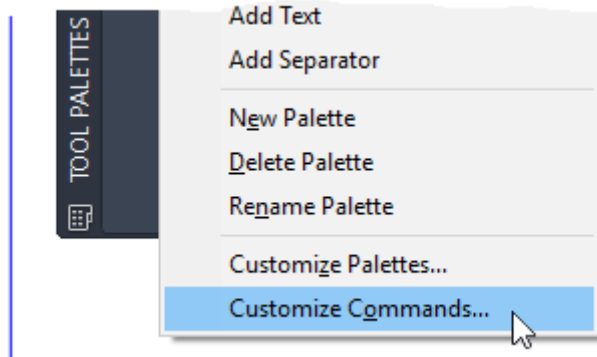 TOOL PALETTES
Add Text
Add Separator
New Palette
Delete Palette
Rename Palette
Customize Palettes...
Customize Commands...